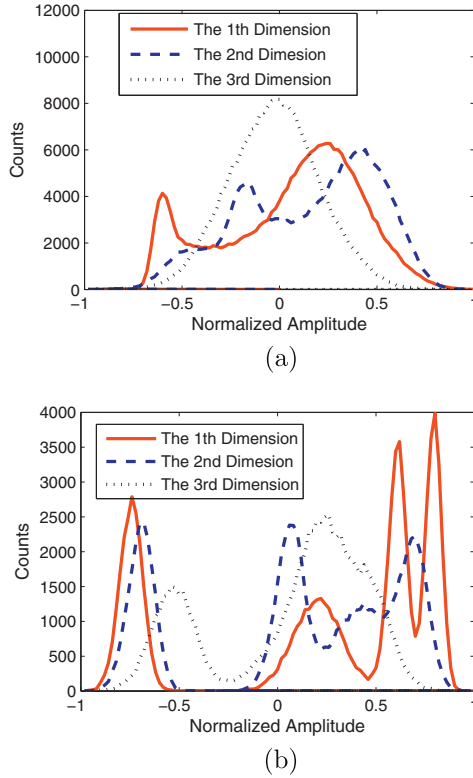 12000
10000
8000
6000
4000
2000
0
Counts
The 1th Dimension
The 2nd Dimesion
The 3rd Dimension
-1
-0.5
0
0.5
Normalized Amplitude
(a)
4000
3500
3000
2500
2000
1500
1000
500
0
Counts
The 1th Dimension
The 2nd Dimesion
The 3rd Dimension
-1
-0.5
0
0.5
Normalized Amplitude
(b)